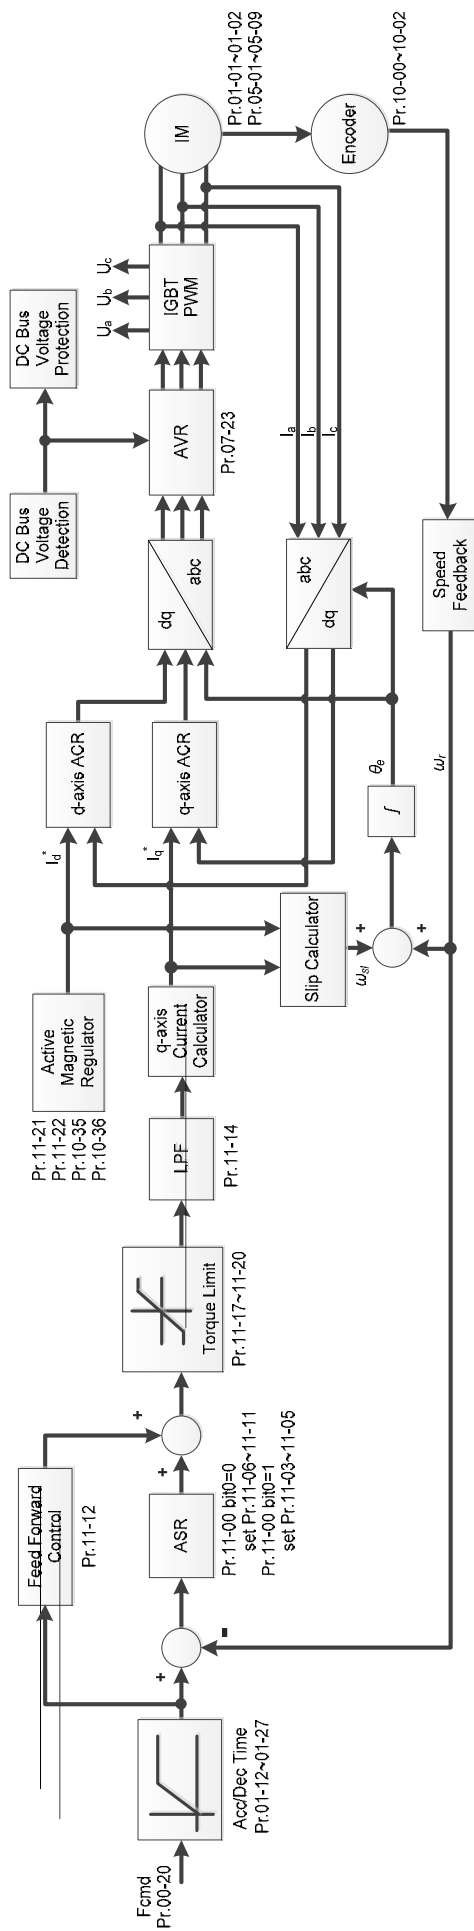 Fcmd
Pr.00-20
Acc/Dec Time
Pr.01-12~01-27
Feed Forward
Control
Pr.11-12
+
-
ASR
Pr.11-00 bit0=0
set Pr.11-06~11-11
Pr.11-00 bit0=1
set Pr.11-03~11-05
+
+
Torque Limit
Pr.11-17~11-20
LPF
Pr.11-14
Pr.11-21
Pr.11-22
Pr.10-35
Pr.10-36
Active
Magnetic
Regulator
q-axis
Current
Calculator
Slip Calculator
ωsl
+
+
Id*
Iq*
d-axis ACR
q-axis ACR
∫
θe
ωr
dq
abc
abc
dq
Ia
Ib
Ic
DC Bus
Voltage
Detection
DC Bus
Voltage
Protection
AVR
Pr.07-23
IGBT
PWM
Ua
Ub
Uc
IM
Pr.01-01~01-02
Pr.05-01~05-09
Encoder
Pr.10-00~10-02
Speed
Feedback